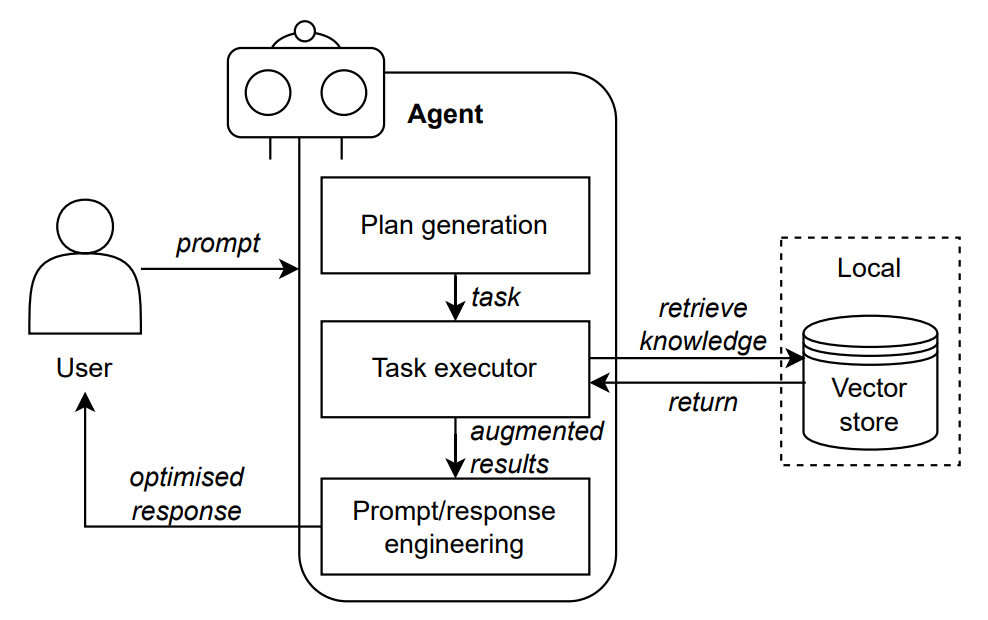 Agent
Plan generation
prompt
task
Local
retrieve
knowledge
Task executor
User
Vector
store
return
augmented
results
optimised
response
Prompt/response
engineering